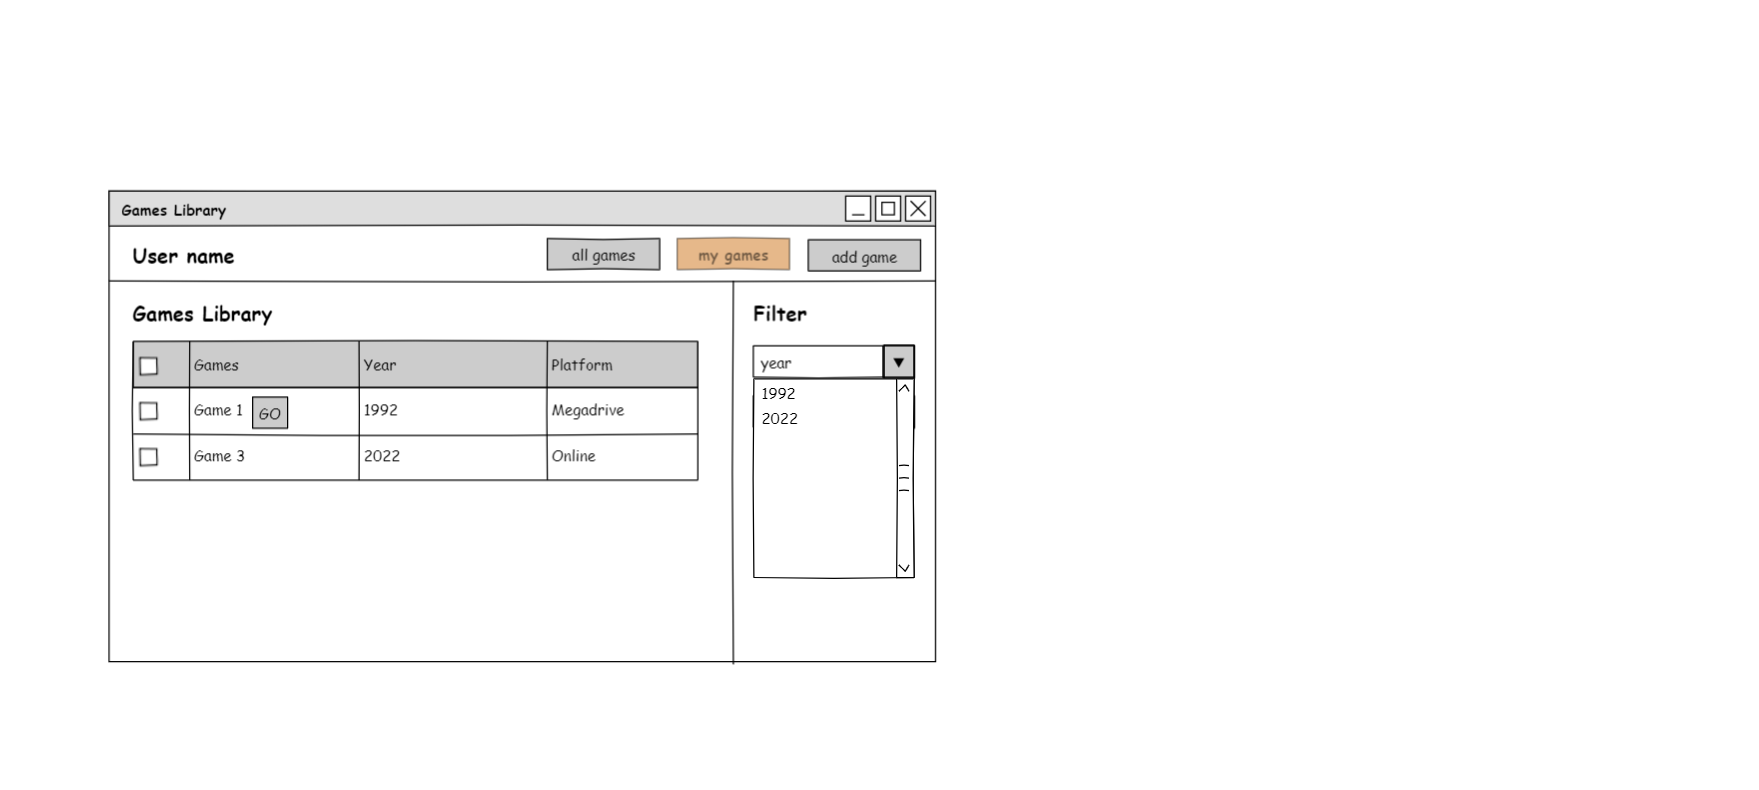 Games Library
User name
all games
my games
add game
Games Library
Games Year Platform
Game 1 GO 1992 Megadrive
Game 3 2022 Online
Filter
year
1992
2022